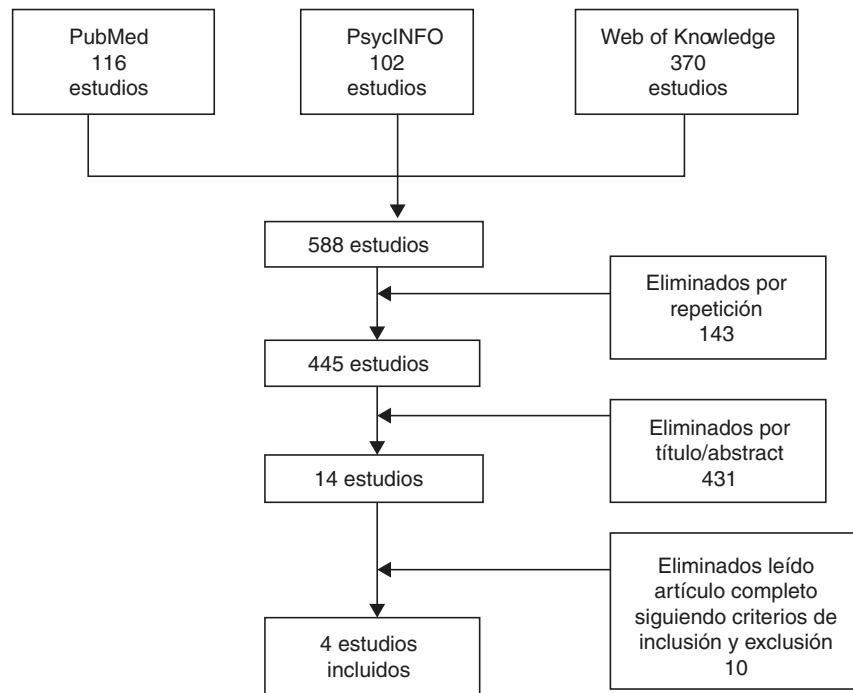 PubMed
116
estudios
PsycINFO
102
estudios
Web of Knowledge
370
estudios
588 estudios
Eliminados por
repetición
143
445 estudios
Eliminados por
título/abstract
431
14 estudios
Eliminados leído
artículo completo
siguiendo criterios de
inclusión y exclusión
10
4 estudios
incluidos